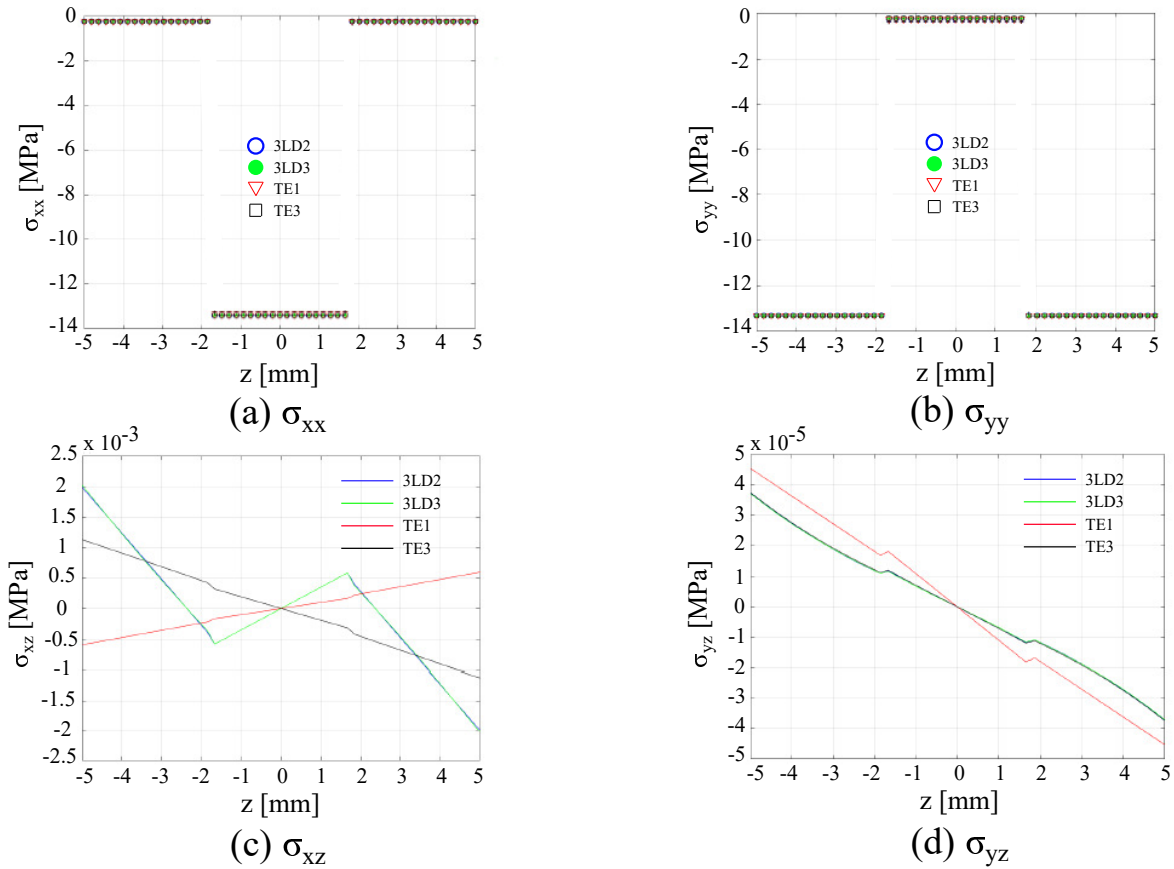 0
-2
-4
-6
-8
-10
-12
-14
σxx [MPa]
3LD2
3LD3
TE1
TE3
-5 -4 -3 -2 -1 0 1 2 3 4 5
z [mm]
(a) σxx
0
-2
-4
-6
-8
-10
-12
-14
σyy [MPa]
3LD2
3LD3
TE1
TE3
-5 -4 -3 -2 -1 0 1 2 3 4 5
z [mm]
(b) σyy
x 10-3
2.5
2
1.5
1
0.5
0
-0.5
-1
-1.5
-2
-2.5
σxz [MPa]
3LD2
3LD3
TE1
TE3
-5 -4 -3 -2 -1 0 1 2 3 4 5
z [mm]
(c) σxz
x 10-5
5
4
3
2
1
0
-1
-2
-3
-4
-5
σyz [MPa]
3LD2
3LD3
TE1
TE3
-5 -4 -3 -2 -1 0 1 2 3 4 5
z [mm]
(d) σyz